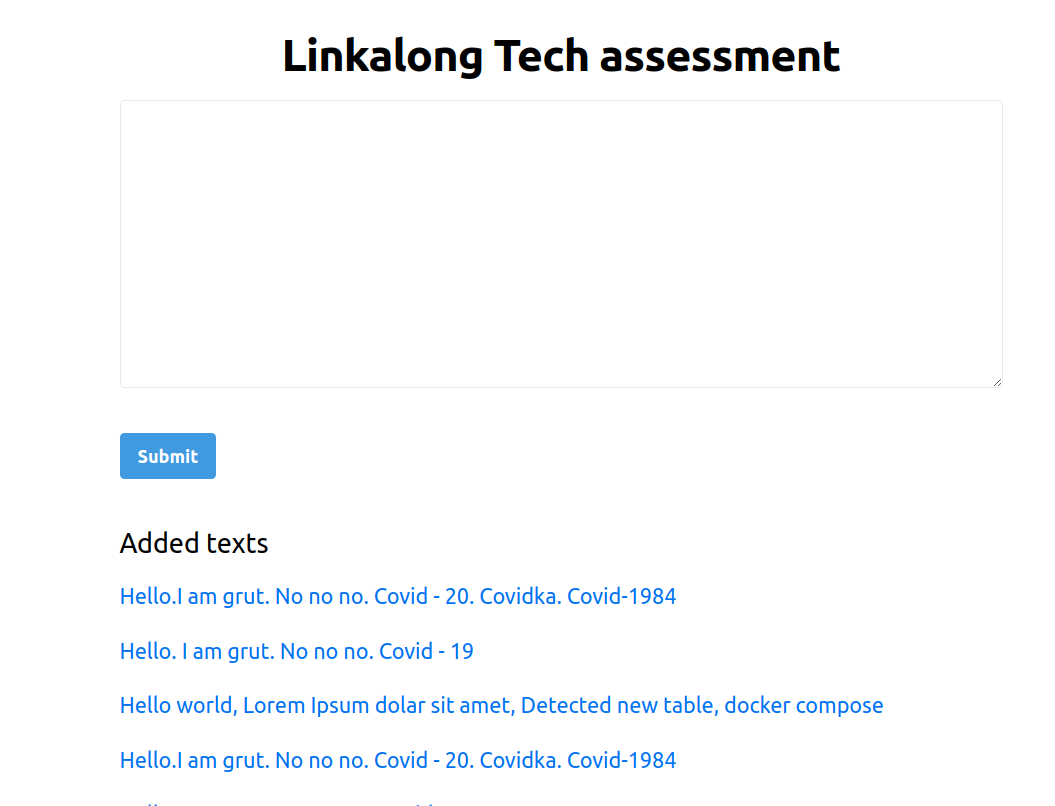 Linkalong Tech assessment
Submit
Added texts
Hello.I am grut. No no no. Covid - 20. Covidka. Covid-1984
Hello. I am grut. No no no. Covid - 19
Hello world, Lorem Ipsum dolar sit amet, Detected new table, docker compose
Hello.I am grut. No no no. Covid - 20. Covidka. Covid-1984